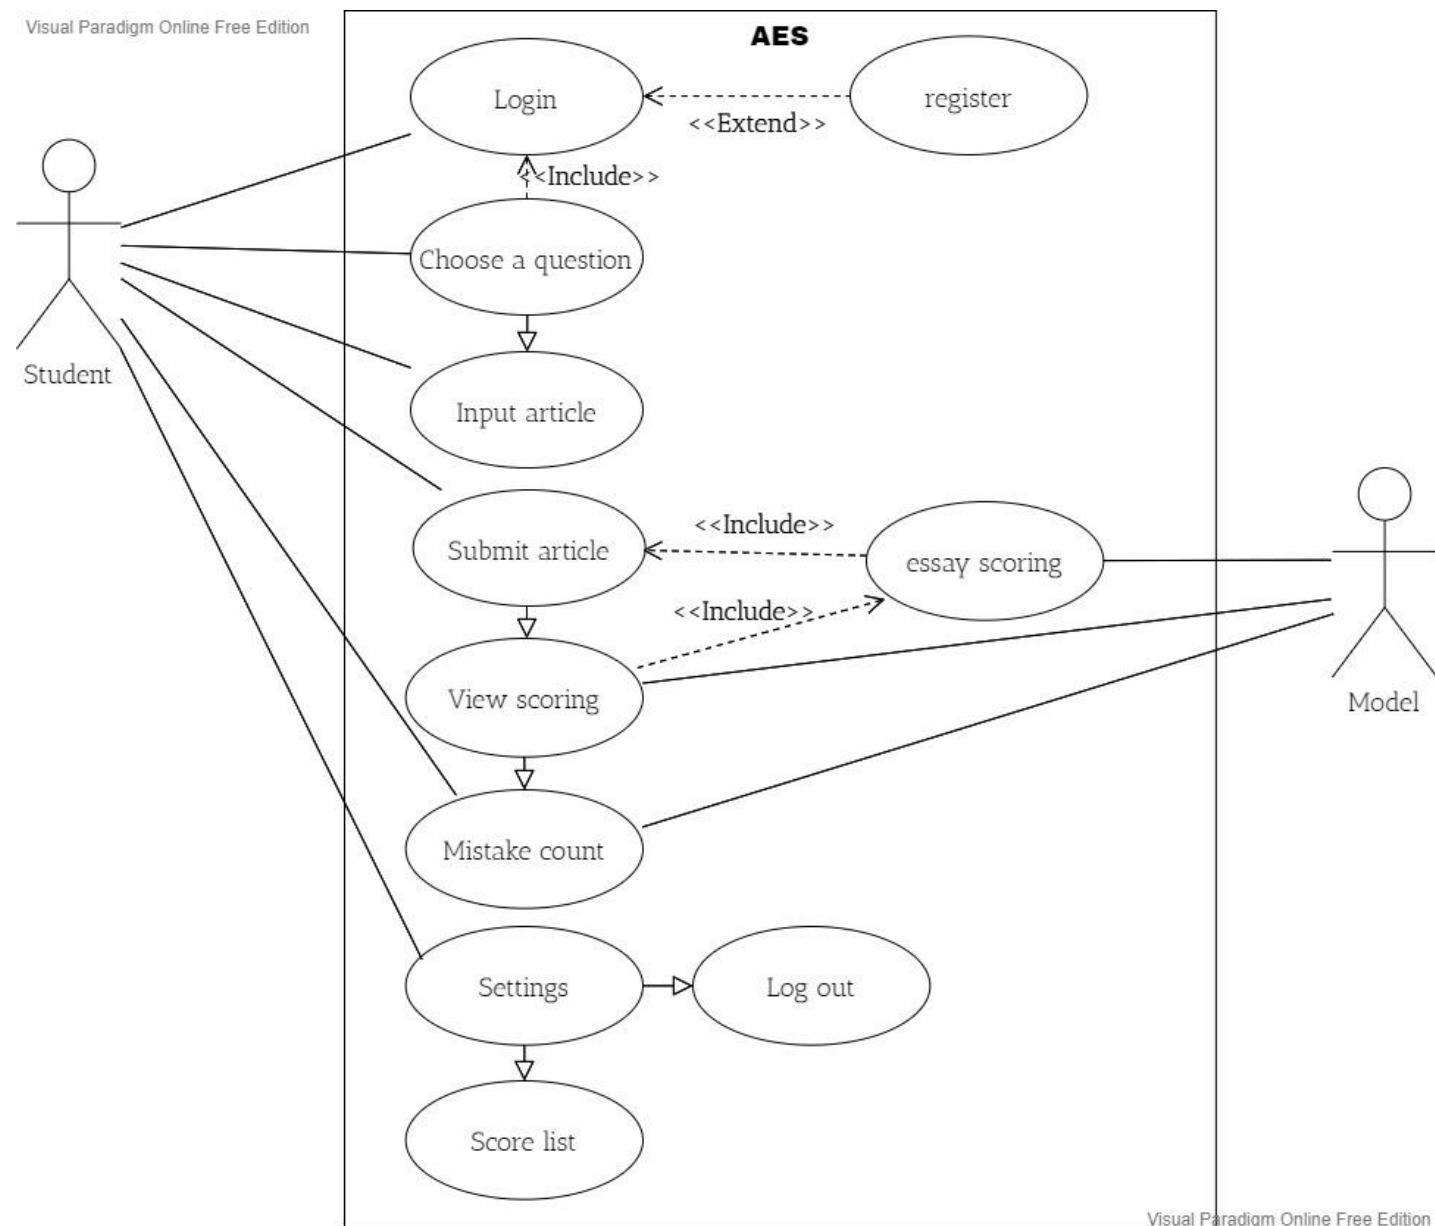 Visual Paradigm Online Free Edition
AES
Login
register
<<Extend>>
<<Include>>
Choose a question
Student
Input article
<<Include>>
Submit article
essay scoring
<<Include>>
View scoring
Model
Mistake count
Settings
Log out
Score list
Visual Paradigm Online Free Edition